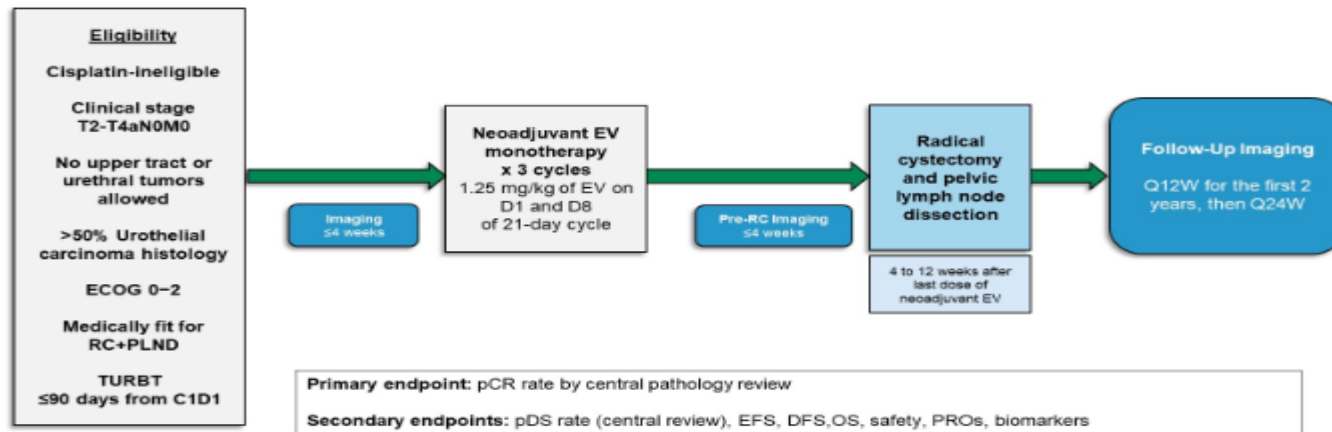 Eligibility
Cisplatin-ineligible
Clinical stage
T2-T4aN0M0
No upper tract or
urethral tumors
allowed
>50% Urothelial
carcinoma histology
ECOG 0−2
Medically fit for
RC+PLND
TURBT
≤90 days from C1D1
Imaging
≤4 weeks
Neoadjuvant EV
monotherapy
x 3 cycles
1.25 mg/kg of EV on
D1 and D8
of 21-day cycle
Pre-RC Imaging
≤4 weeks
Radical
cystectomy
and pelvic
lymph node
dissection
4 to 12 weeks after
last dose of
neoadjuvant EV
Follow-Up Imaging
Q12W for the first 2
years, then Q24W
Primary endpoint: pCR rate by central pathology review
Secondary endpoints: pDS rate (central review), EFS, DFS,OS, safety, PROs, biomarkers